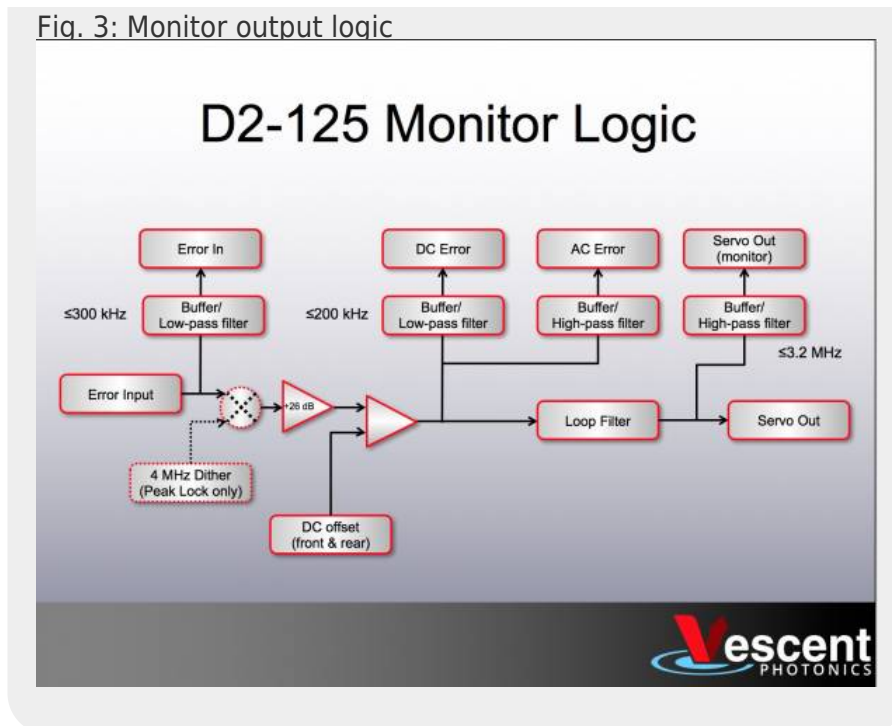 Fig. 3: Monitor output logic
D2-125 Monitor Logic
Error In
DC Error
AC Error
Servo Out
(monitor)
≤300 kHz
Buffer/
Low-pass filter
≤200 kHz
Buffer/
Low-pass filter
Buffer/
High-pass filter
Buffer/
High-pass filter
≤3.2 MHz
Error Input
+26 dB
Loop Filter
Servo Out
4 MHz Dither
(Peak Lock only)
DC offset
(front & rear)
Vescent
PHOTONICS